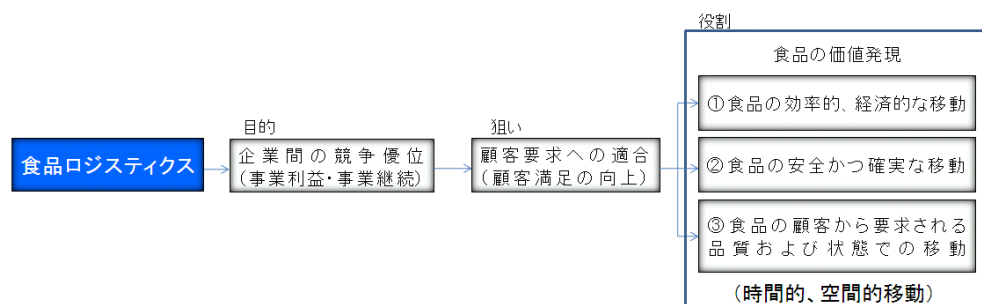 役割
食品の価値発現
①食品の効率的、経済的な移動
目的
狙い
食品ロジスティクス
企業間の競争優位
(事業利益・事業継続)
顧客要求への適合
(顧客満足の向上)
②食品の安全かつ確実な移動
③食品の顧客から要求される
品質および状態での移動
(時間的、空間的移動)